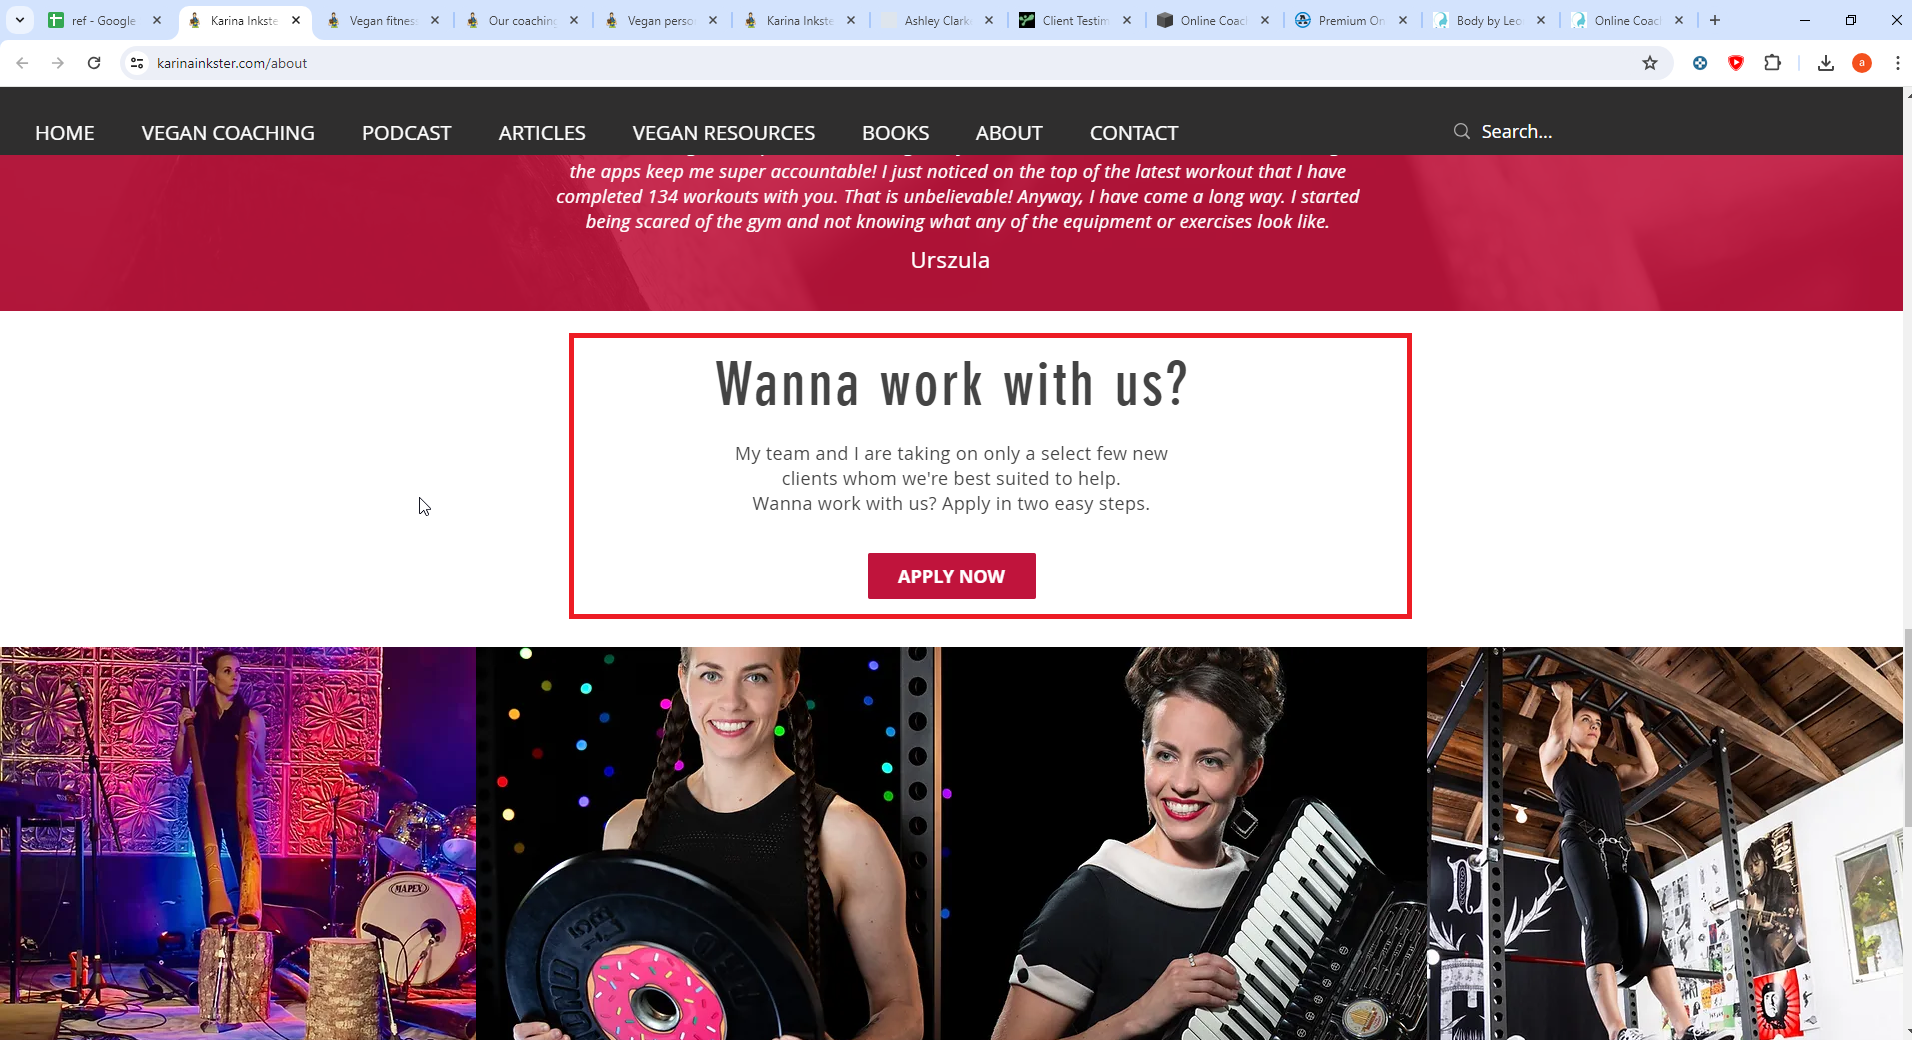 ref - Google
Karina Inkste
Vegan fitnes
Our coaching
Vegan perso
Karina Inkste
Ashley Clark
Client Testim
Online Coac
Premium On
Body by Leo
Online Coac
karinainkster.com/about
a
HOME
VEGAN COACHING
PODCAST
ARTICLES
VEGAN RESOURCES
BOOKS
ABOUT
CONTACT
Search...
the apps keep me super accountable! I just noticed on the top of the latest workout that I have
completed 134 workouts with you. That is unbelievable! Anyway, I have come a long way. I started
being scared of the gym and not knowing what any of the equipment or exercises look like.
Urszula
Wanna work with us?
My team and I are taking on only a select few new
clients whom we're best suited to help.
Wanna work with us? Apply in two easy steps.
APPLY NOW
MAPEX